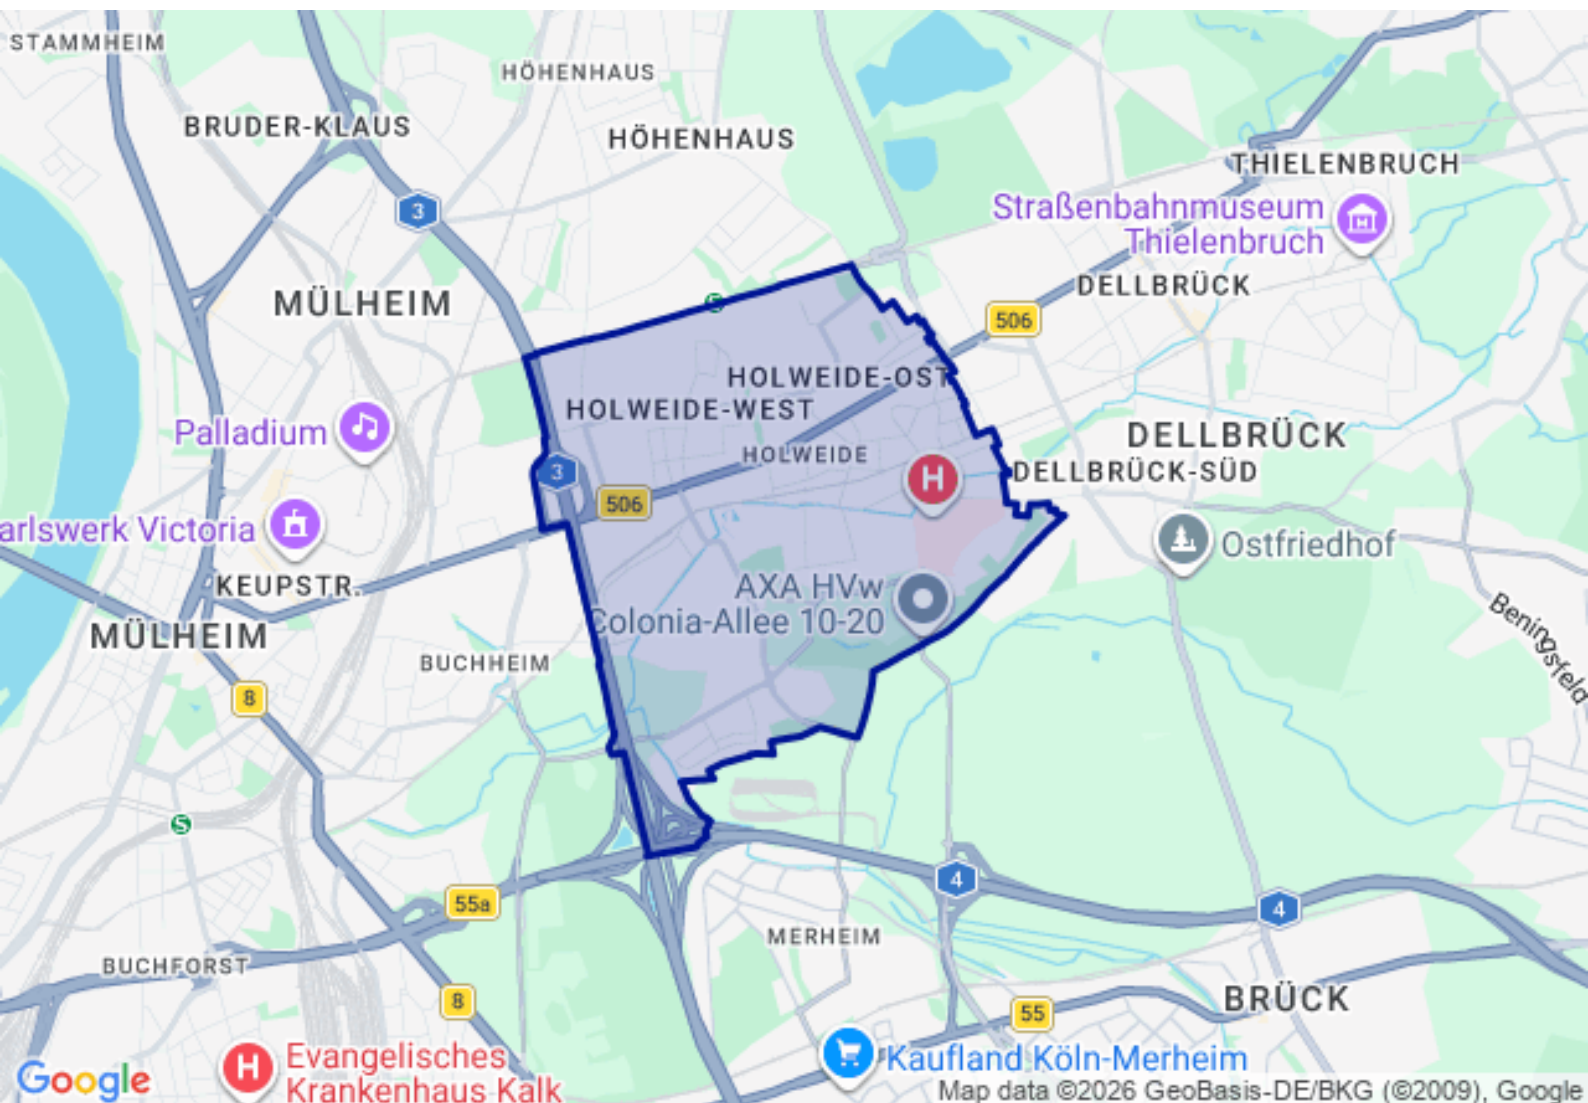 STAMMHEIM
HÖHENHAUS
BRUDER-KLAUS
HÖHENHAUS
THIELENBRUCH
3
Straßenbahnmuseum
Thielenbruch
MÜLHEIM
DELLBRÜCK
S
506
HOLWEIDE-OST
HOLWEIDE-WEST
Palladium
DELLBRÜCK
HOLWEIDE
3
H
DELLBRÜCK-SÜD
506
arlswerk Victoria
Ostfriedhof
KEUPSTR.
AXA HVw
Colonia-Allee 10-20
Beningsfeld
MÜLHEIM
BUCHHEIM
8
S
4
55a
4
MERHEIM
BUCHFORST
8
BRÜCK
55
H
Evangelisches
Krankenhaus Kalk
Kaufland Köln-Merheim
Google
Map data ©2026 GeoBasis-DE/BKG (©2009), Google